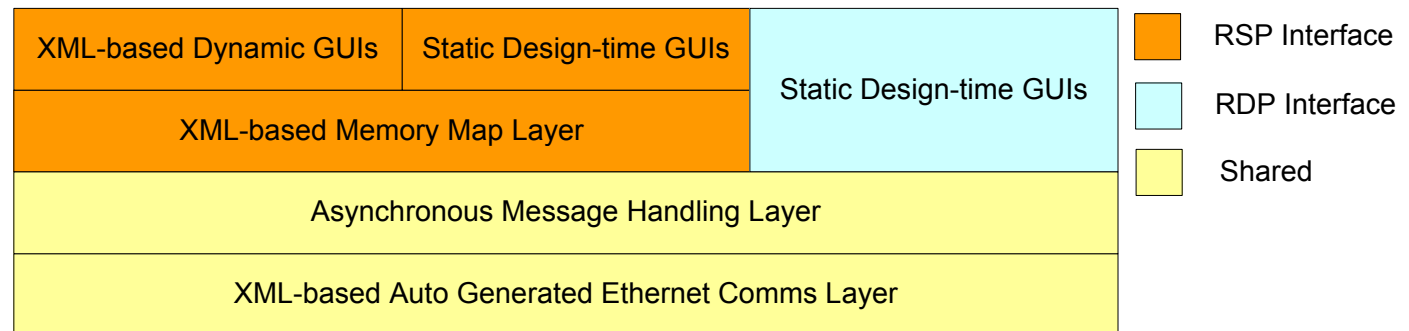 XML-based Dynamic GUIs
Static Design-time GUIs
Static Design-time GUIs
XML-based Memory Map Layer
Asynchronous Message Handling Layer
XML-based Auto Generated Ethernet Comms Layer
RSP Interface
RDP Interface
Shared